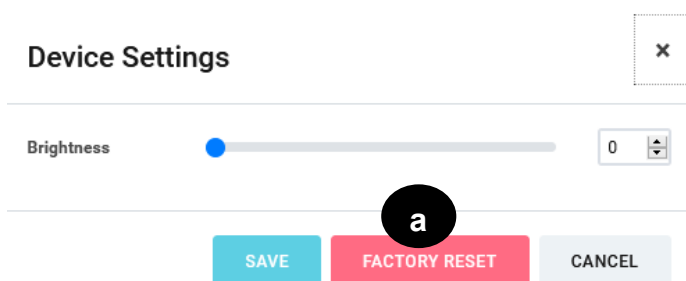 Device Settings ×
Brightness 0
a
SAVE FACTORY RESET CANCEL